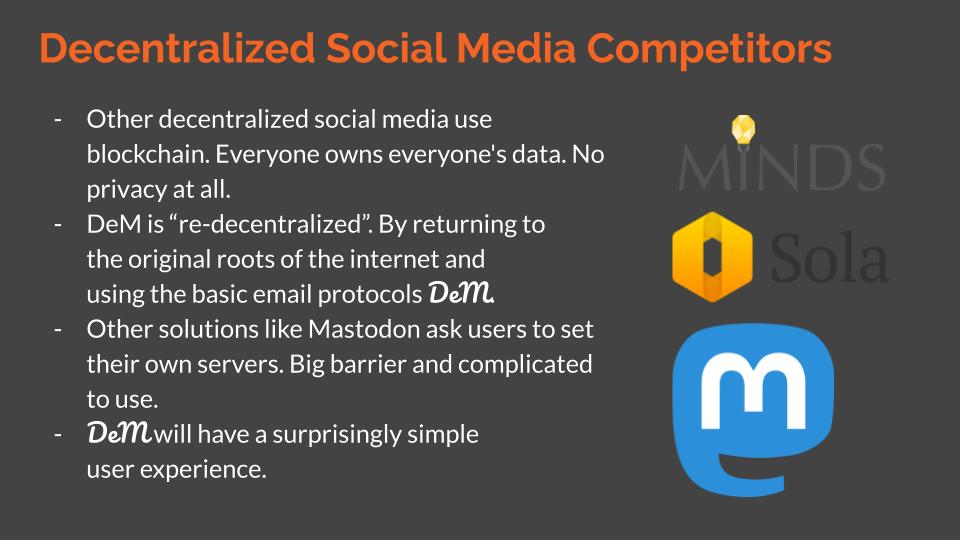 Decentralized Social Media Competitors
- Other decentralized social media use
blockchain. Everyone owns everyone's data. No
privacy at all.
- DeM is “re-decentralized”. By returning to
the original roots of the internet and
using the basic email protocols DeM.
- Other solutions like Mastodon ask users to set
their own servers. Big barrier and complicated
to use.
- DeM will have a surprisingly simple
user experience.
MINDS
Sola
m